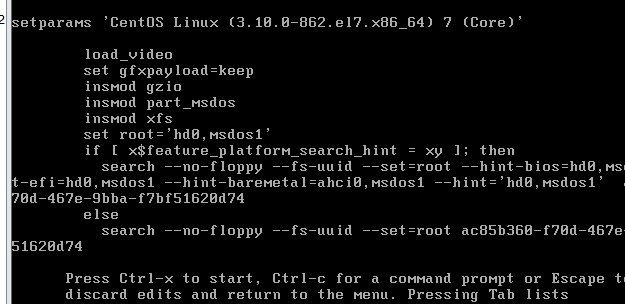 2
setparams 'CentOS Linux (3.10.0-862.el7.x86_64) 7 (Core)'
load_video
set gfxpayload=keep
insmod gzio
insmod part_msdos
insmod xfs
set root='hd0,msdos1'
if [ x$feature_platform_search_hint = xy ]; then
search --no-floppy --fs-uuid --set=root --hint-bios=hd0,ms
t-efi=hd0,msdos1 --hint-baremetal=ahci0,msdos1 --hint='hd0,msdos1'
70d-467e-9bba-f7bf51620d74
else
search --no-floppy --fs-uuid --set=root ac85b360-f70d-467e
51620d74
Press Ctrl-x to start, Ctrl-c for a command prompt or Escape to
discard edits and return to the menu. Pressing Tab lists